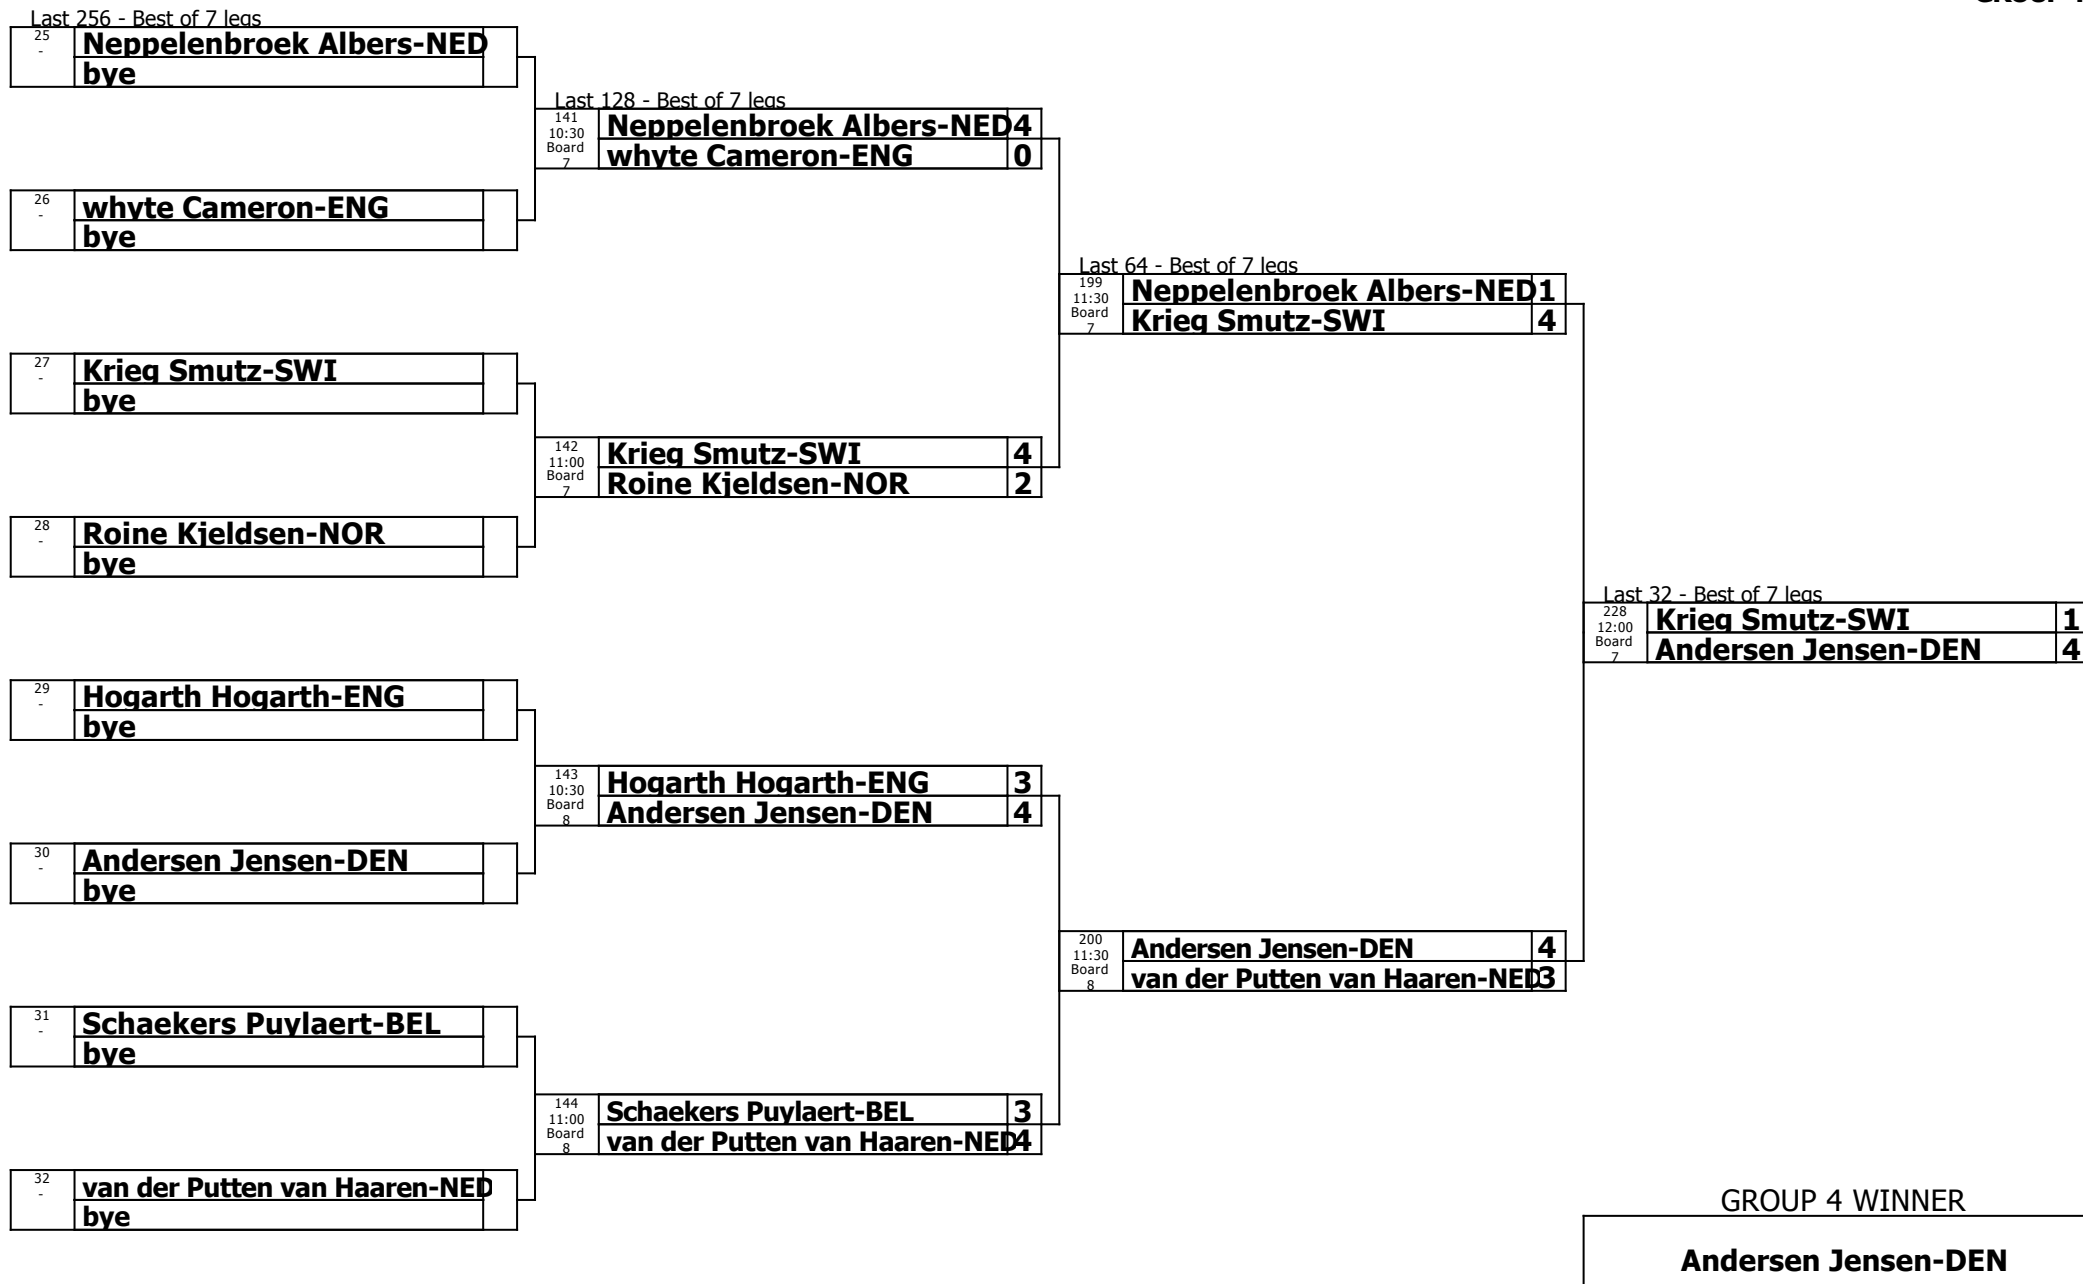 GROUP 4
Last 256 - Best of 7 legs
25
-
Neppelenbroek Albers-NED
bye
26
-
whyte Cameron-ENG
bye
27
-
Krieg Smutz-SWI
bye
28
-
Roine Kjeldsen-NOR
bye
29
-
Hogarth Hogarth-ENG
bye
30
-
Andersen Jensen-DEN
bye
31
-
Schaekers Puylaert-BEL
bye
32
-
van der Putten van Haaren-NED
bye
Last 128 - Best of 7 legs
141
10:30
Board
7
Neppelenbroek Albers-NED 4
whyte Cameron-ENG 0
142
11:00
Board
7
Krieg Smutz-SWI 4
Roine Kjeldsen-NOR 2
143
10:30
Board
8
Hogarth Hogarth-ENG 3
Andersen Jensen-DEN 4
144
11:00
Board
8
Schaekers Puylaert-BEL 3
van der Putten van Haaren-NED 4
Last 64 - Best of 7 legs
199
11:30
Board
7
Neppelenbroek Albers-NED 1
Krieg Smutz-SWI 4
200
11:30
Board
8
Andersen Jensen-DEN 4
van der Putten van Haaren-NED 3
Last 32 - Best of 7 legs
228
12:00
Board
7
Krieg Smutz-SWI 1
Andersen Jensen-DEN 4
GROUP 4 WINNER
Andersen Jensen-DEN